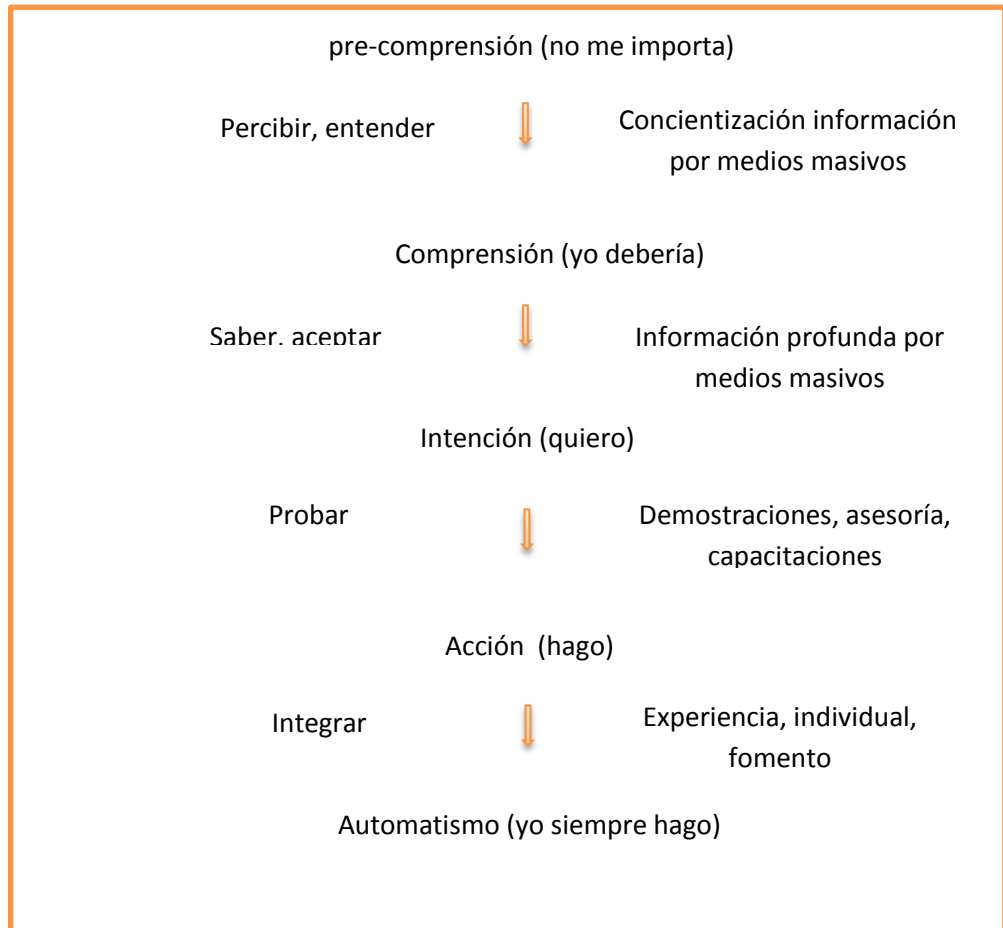 pre-comprensión (no me importa)
Percibir, entender
Concientización información
por medios masivos
Comprensión (yo debería)
Saber, aceptar
Información profunda por
medios masivos
Intención (quiero)
Probar
Demostraciones, asesoría,
capacitaciones
Acción  (hago)
Integrar
Experiencia, individual,
fomento
Automatismo (yo siempre hago)